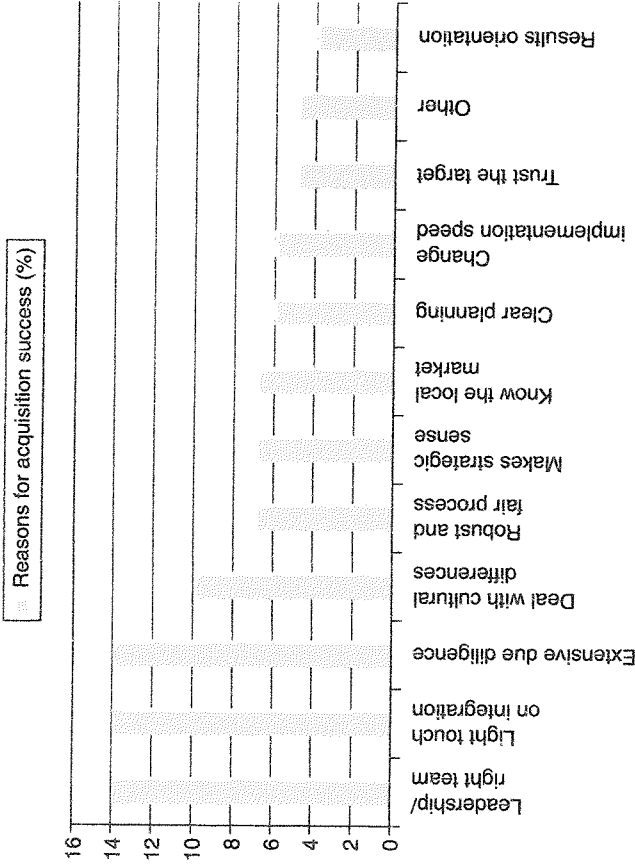 Reasons for acquisition success (%)
16
14
12
10
8
6
4
2
0
Leadership/
right team
Light touch
on integration
Extensive due diligence
Deal with cultural
differences
Robust and
fair process
Makes strategic
sense
Know the local
market
Clear planning
Change
implementation speed
Trust the target
Other
Results orientation